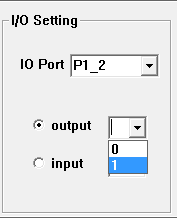 I/O Setting
IO Port P1_2
output
0
1
input